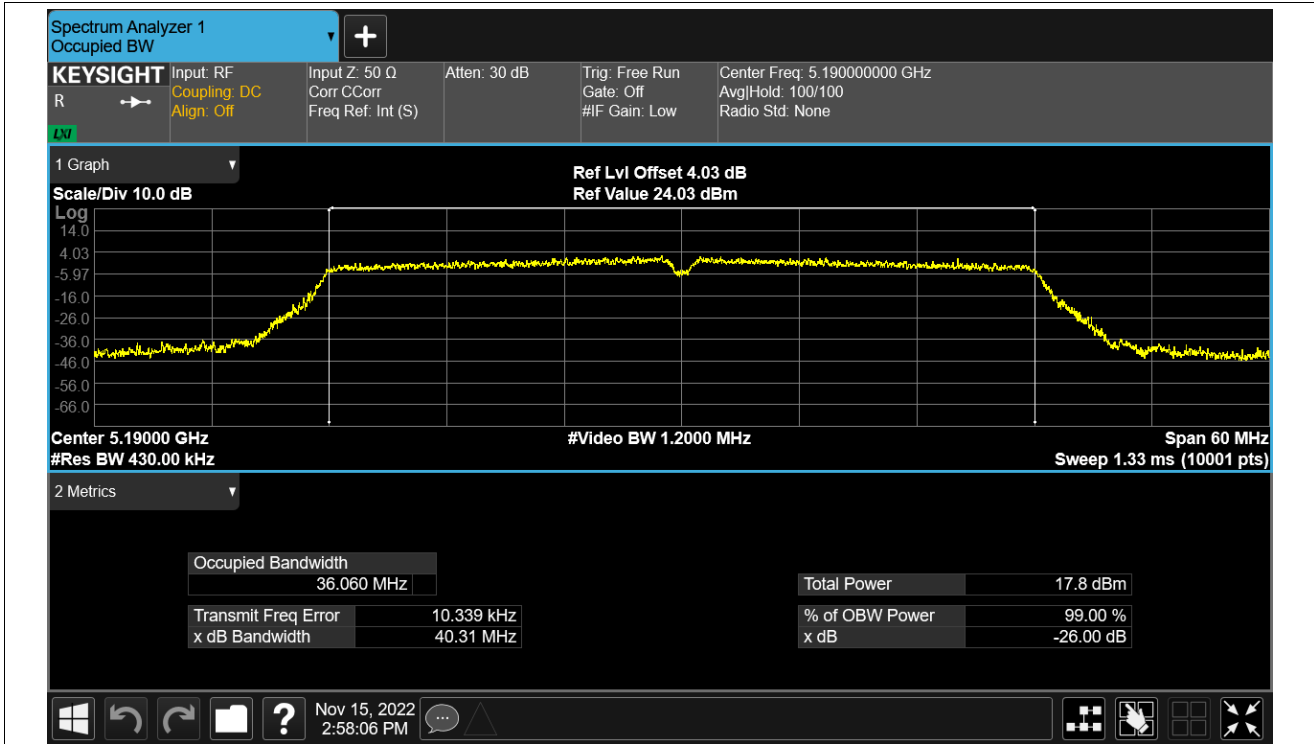 Spectrum Analyzer 1
Occupied BW
KEYSIGHT Input: RF Input Z: 50 Ω Atten: 30 dB Trig: Free Run Center Freq: 5.190000000 GHz
R Coupling: DC Corr CCorr Gate: Off Avg|Hold: 100/100
Align: Off Freq Ref: Int (S) #IF Gain: Low Radio Std: None
LXI
1 Graph
Ref Lvl Offset 4.03 dB
Scale/Div 10.0 dB Ref Value 24.03 dBm
Log
14.0
4.03
-5.97
-16.0
-26.0
-36.0
-46.0
-56.0
-66.0
Center 5.19000 GHz #Video BW 1.2000 MHz Span 60 MHz
#Res BW 430.00 kHz Sweep 1.33 ms (10001 pts)
2 Metrics
Occupied Bandwidth
36.060 MHz Total Power 17.8 dBm
Transmit Freq Error 10.339 kHz % of OBW Power 99.00 %
x dB Bandwidth 40.31 MHz x dB -26.00 dB
Nov 15, 2022
2:58:06 PM